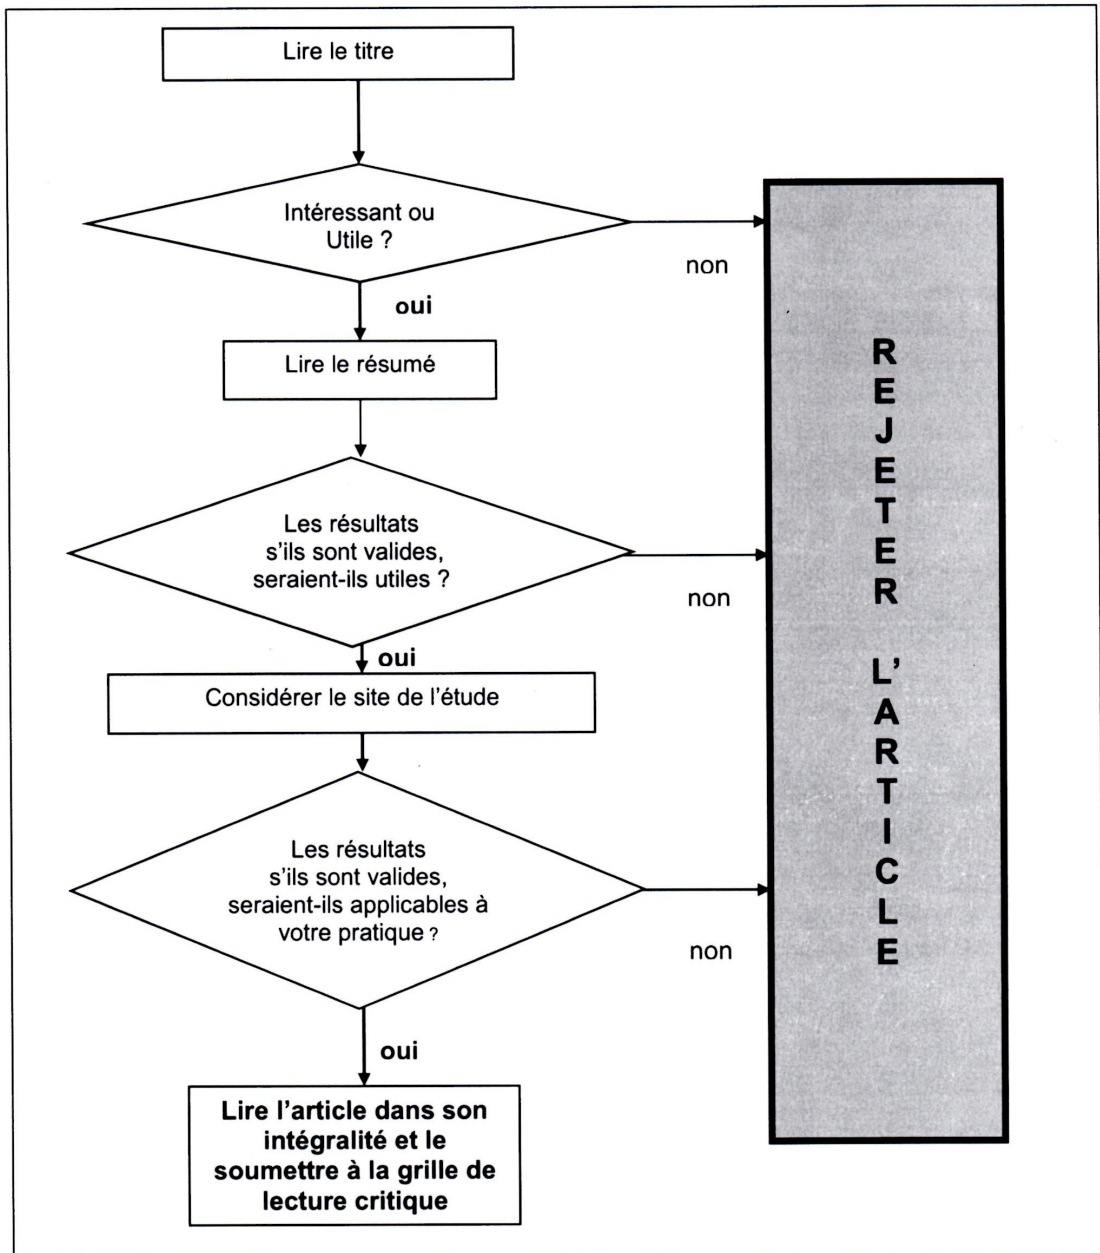 Lire le titre
Intéressant ou
Utile ?
non
oui
Lire le résumé
Les résultats
s'ils sont valides,
seraient-ils utiles ?
non
oui
Considérer le site de l'étude
Les résultats
s'ils sont valides,
seraient-ils applicables à
votre pratique ?
non
oui
Lire l'article dans son
intégralité et le
soumettre à la grille de
lecture critique
REJETER L'ARTICLE